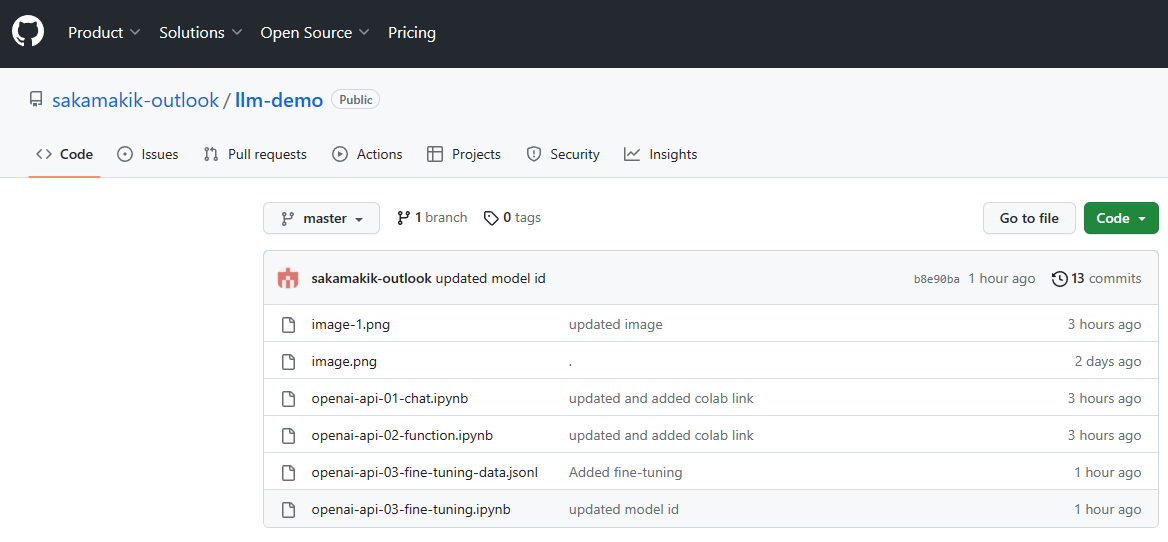 Product Solutions Open Source Pricing
sakamakik-outlook / llm-demo Public
Code Issues Pull requests Actions Projects Security Insights
master 1 branch 0 tags Go to file Code
sakamakik-outlook updated model id b8e90ba 1 hour ago 13 commits
image-1.png updated image 3 hours ago
image.png . 2 days ago
openai-api-01-chat.ipynb updated and added colab link 3 hours ago
openai-api-02-function.ipynb updated and added colab link 3 hours ago
openai-api-03-fine-tuning-data.jsonl Added fine-tuning 1 hour ago
openai-api-03-fine-tuning.ipynb updated model id 1 hour ago